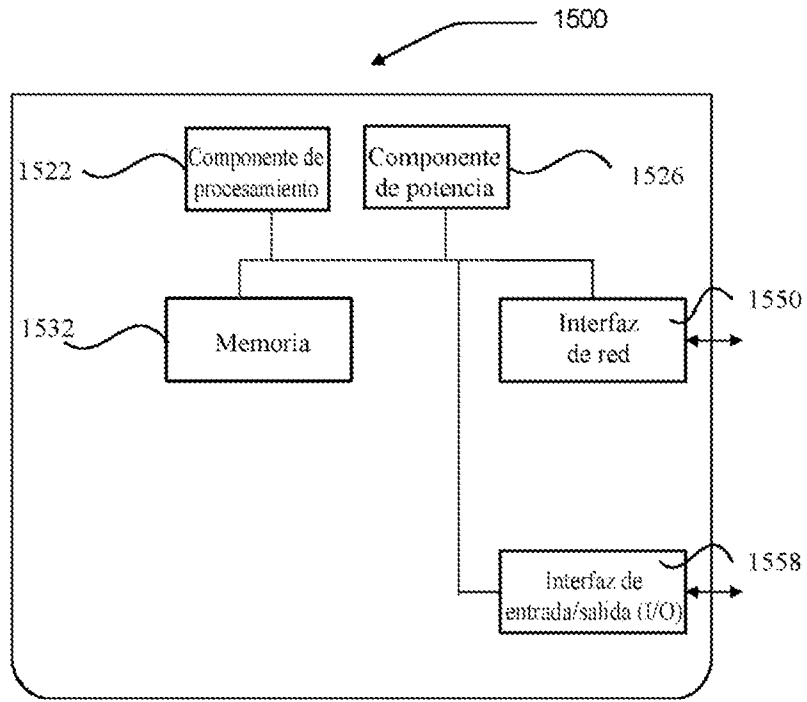 1500
1522
Componente de
procesamiento
Componente
de potencia
1526
1532
Memoria
Interfaz
de red
1550
Interfaz de
entrada/salida (I/O)
1558